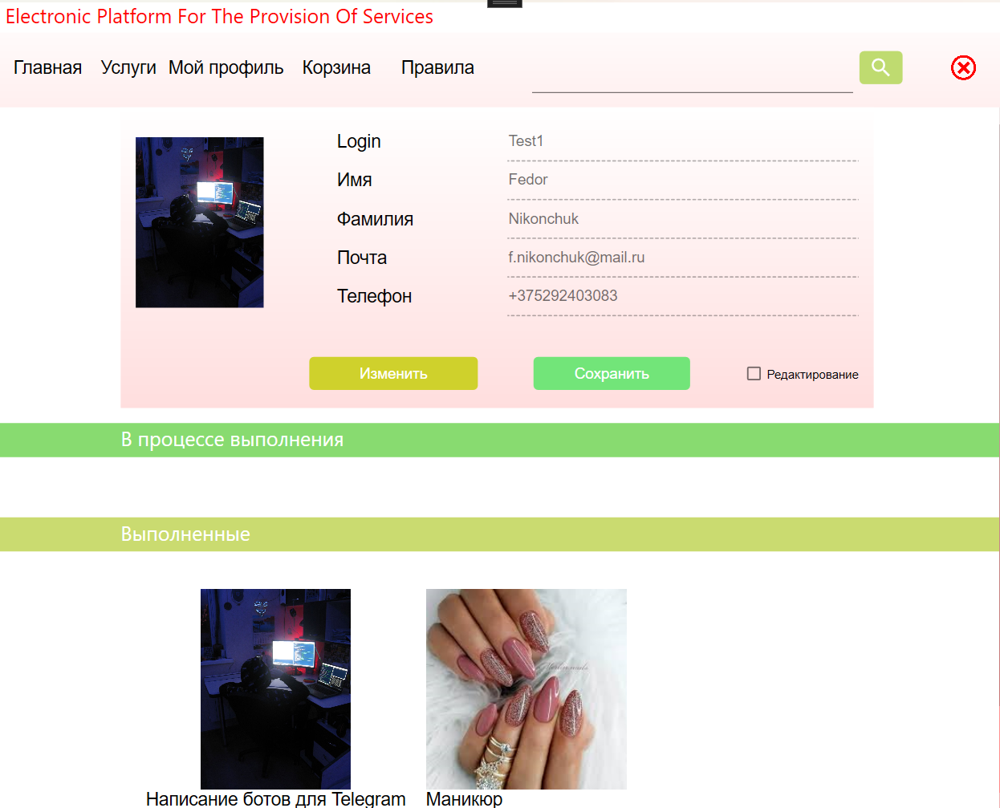 Electronic Platform For The Provision Of Services
Главная Услуги Мой профиль Корзина Правила
Login Test1
Имя Fedor
Фамилия Nikonchuk
Почта f.nikonchuk@mail.ru
Телефон +375292403083
Изменить Сохранить Редактирование
В процессе выполнения
Выполненные
Написание ботов для Telegram Маникюр